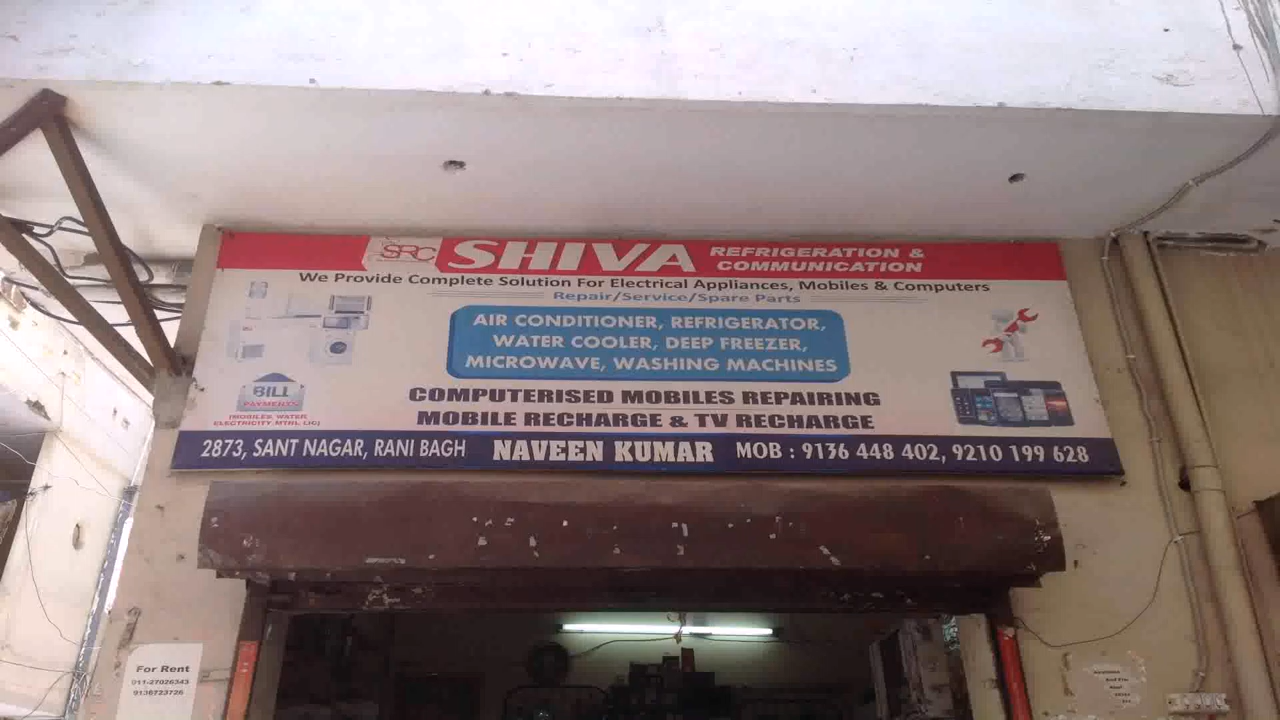 SRC SHIVA REFRIGERATION &
COMMUNICATION
We Provide Complete Solution For Electrical Appliances, Mobiles & Computers
Repair/Service/Spare Parts
AIR CONDITIONER, REFRIGERATOR,
WATER COOLER, DEEP FREEZER,
MICROWAVE, WASHING MACHINES
BILL
PAYMENTS
(MOBILES, WATER
ELECTRICITY, MTNL, LIC)
COMPUTERISED MOBILES REPAIRING
MOBILE RECHARGE & TV RECHARGE
2873, SANT NAGAR, RANI BAGH NAVEEN KUMAR MOB : 9136 448 402, 9210 199 628
For Rent
011-27026343
9136723726